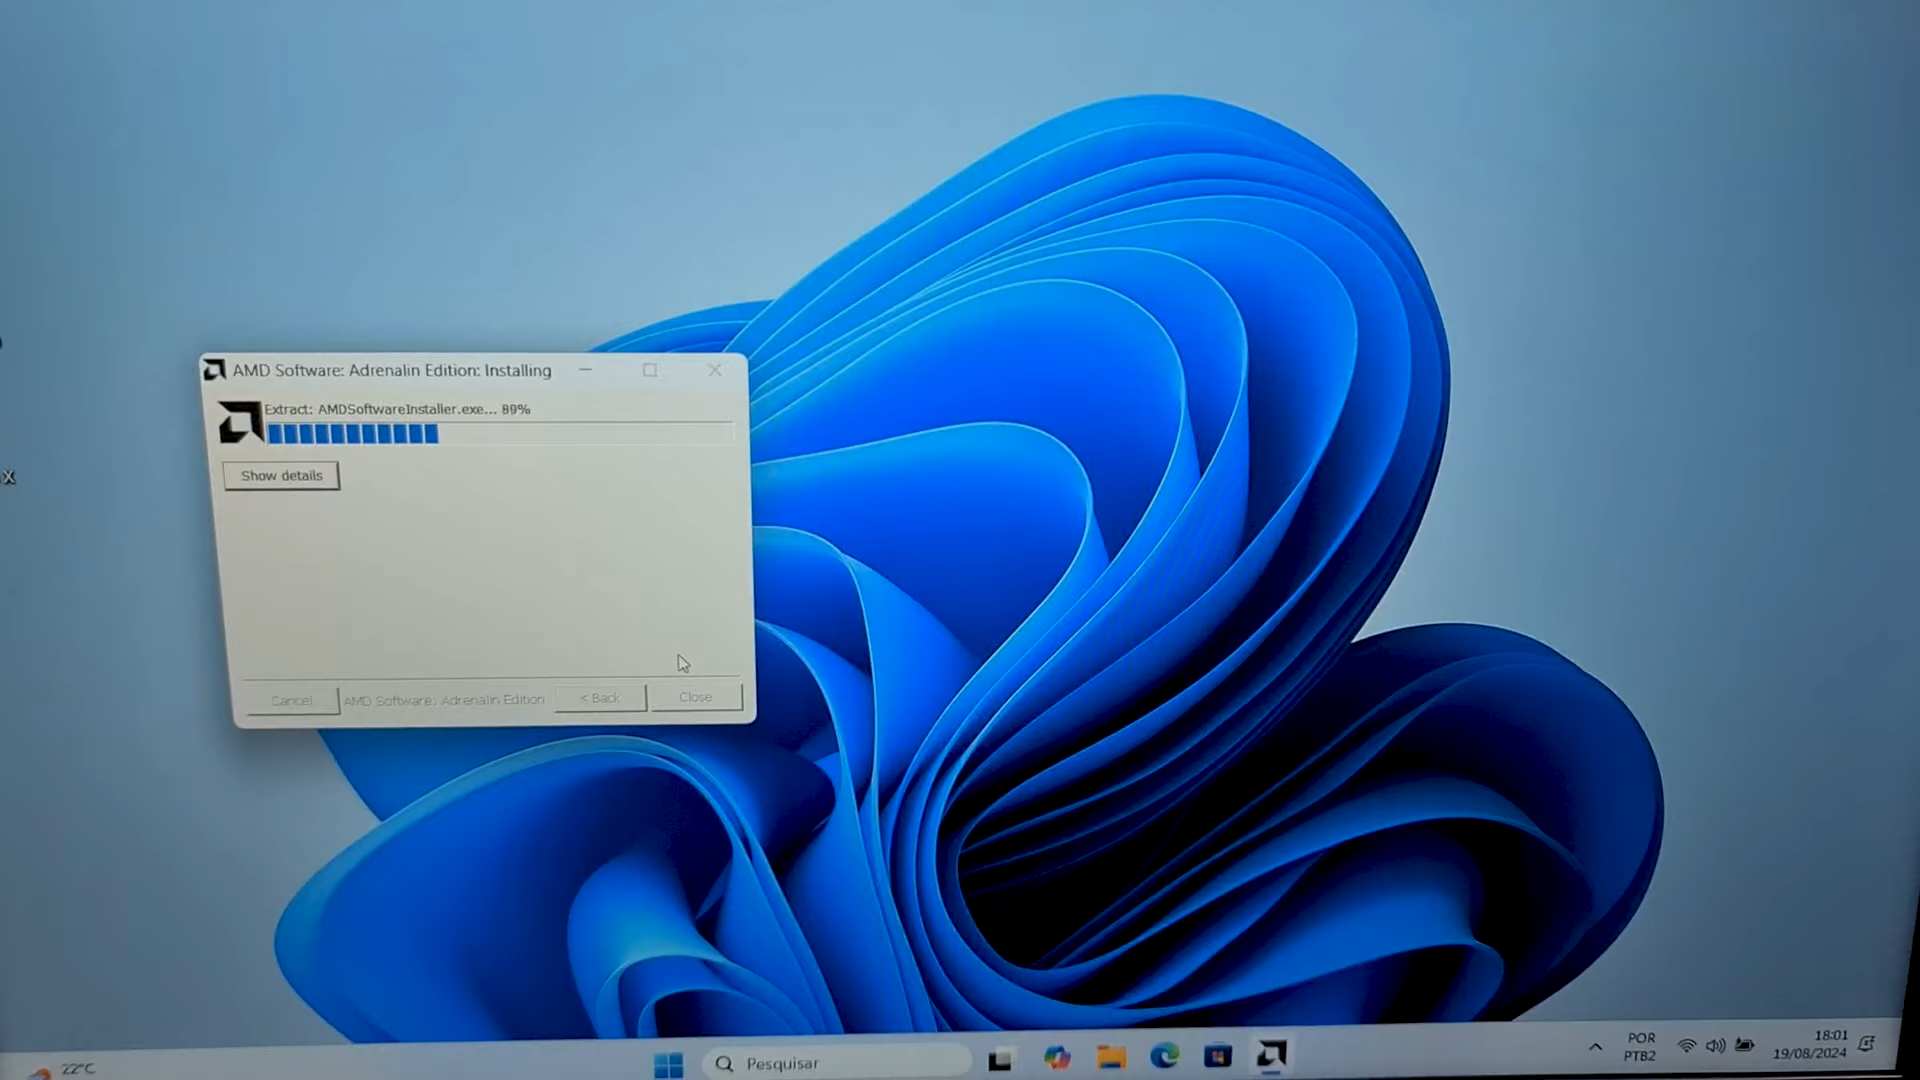 AMD Software: Adrenalin Edition: Installing
Extract: AMDSoftwareInstaller.exe... 89%
Show details
Cancel
AMD Software: Adrenalin Edition
< Back
Close
X
22°C
Pesquisar
POR
PTB2
18:01
19/08/2024